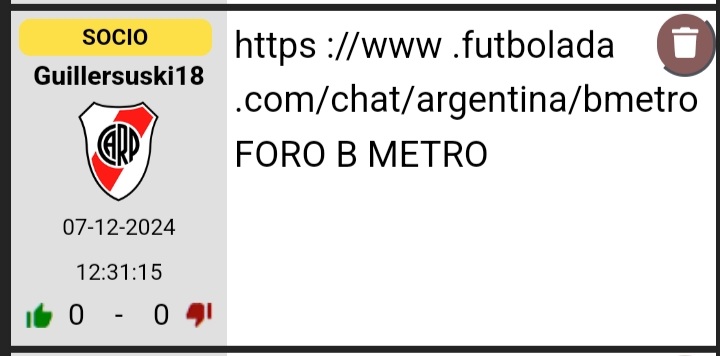 SOCIO
Guillersuski18
CARP
07-12-2024
12:31:15
0 - 0
https ://www .futbolada
.com/chat/argentina/bmetro
FORO B METRO